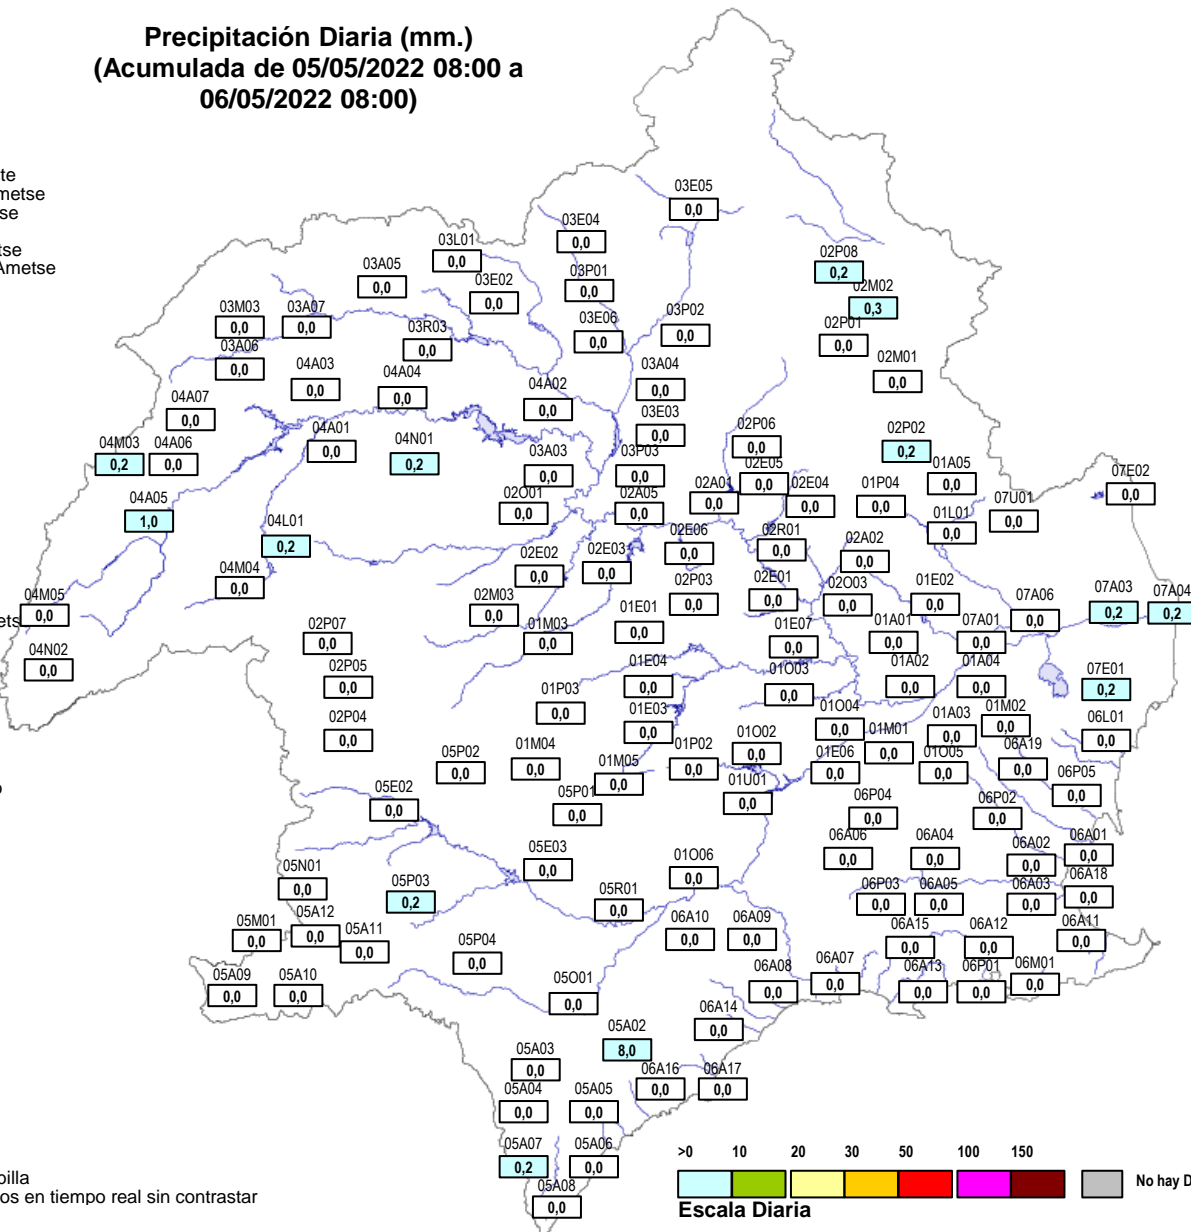 Precipitación Diaria (mm.)
(Acumulada de 05/05/2022 08:00 a
06/05/2022 08:00)
03E05
0,0
03E04
0,0
03L01
0,0
03A05
0,0
03E02
0,0
03P01
0,0
02P08
0,2
02M02
0,3
03M03
0,0
03A07
0,0
03R03
0,0
03E06
0,0
03P02
0,0
02P01
0,0
03A06
0,0
04A03
0,0
04A04
0,0
04A02
0,0
03A04
0,0
02M01
0,0
04A07
0,0
03E03
0,0
04M03
0,2
04A06
0,0
04A01
0,0
04N01
0,2
03A03
0,0
03P03
0,0
02P06
0,0
02P02
0,2
02E05
0,0
01A05
0,0
07E02
0,0
04A05
1,0
02O01
0,0
02A05
0,0
02A01
0,0
02E04
0,0
01P04
0,0
07U01
0,0
04L01
0,2
02E06
0,0
02R01
0,0
01L01
0,0
04M04
0,0
02E02
0,0
02E03
0,0
02A02
0,0
04M05
0,0
02M03
0,0
02P03
0,0
02E01
0,0
02O03
0,0
01E02
0,0
07A06
0,0
07A03
0,2
07A04
0,2
02P07
0,0
01M03
0,0
01E01
0,0
01E07
0,0
01A01
0,0
07A01
0,0
04N02
0,0
02P05
0,0
01E04
0,0
01O03
0,0
01A02
0,0
01A04
0,0
07E01
0,2
02P04
0,0
01P03
0,0
01E03
0,0
01O04
0,0
01A03
0,0
01M02
0,0
06L01
0,0
05P02
0,0
01M04
0,0
01M05
0,0
01P02
0,0
01O02
0,0
01E06
0,0
01M01
0,0
01O05
0,0
06A19
0,0
05E02
0,0
05P01
0,0
01U01
0,0
06P04
0,0
06P02
0,0
06P05
0,0
05E03
0,0
06A06
0,0
06A04
0,0
06A02
0,0
06A01
0,0
05N01
0,0
05P03
0,2
05R01
0,0
01O06
0,0
06P03
0,0
06A05
0,0
06A03
0,0
06A18
0,0
05M01
0,0
05A12
0,0
05A11
0,0
05P04
0,0
06A10
0,0
06A09
0,0
06A15
0,0
06A12
0,0
06A11
0,0
05A09
0,0
05A10
0,0
05O01
0,0
06A08
0,0
06A07
0,0
06A13
0,0
06P01
0,0
06M01
0,0
05A02
8,0
06A14
0,0
05A03
0,0
06A16
0,0
06A17
0,0
05A04
0,0
05A05
0,0
05A07
0,2
05A06
0,0
05A08
0,0
>0 10 20 30 50 100 150
No hay D
Escala Diaria
os en tiempo real sin contrastar